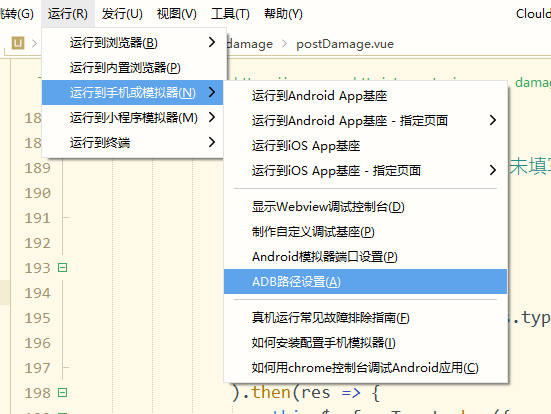 转(G) 运行(R) 发行(U) 视图(V) 工具(T) 帮助(Y) Cloud
damage > postDamage.vue
运行到浏览器(B)
运行到内置浏览器(P)
运行到手机或模拟器(N)
运行到小程序模拟器(M)
运行到终端
运行到Android App基座
运行到Android App基座 - 指定页面
运行到iOS App基座
运行到iOS App基座 - 指定页面
显示Webview调试控制台(D)
制作自定义调试基座(P)
Android模拟器端口设置(P)
ADB路径设置(A)
真机运行常见故障排除指南(F)
如何安装配置手机模拟器(I)
如何用chrome控制台调试Android应用(C)
damag
188
189 未填写
190
191
192
193
194
195 s.typ
196
197
198 ).then(res => {